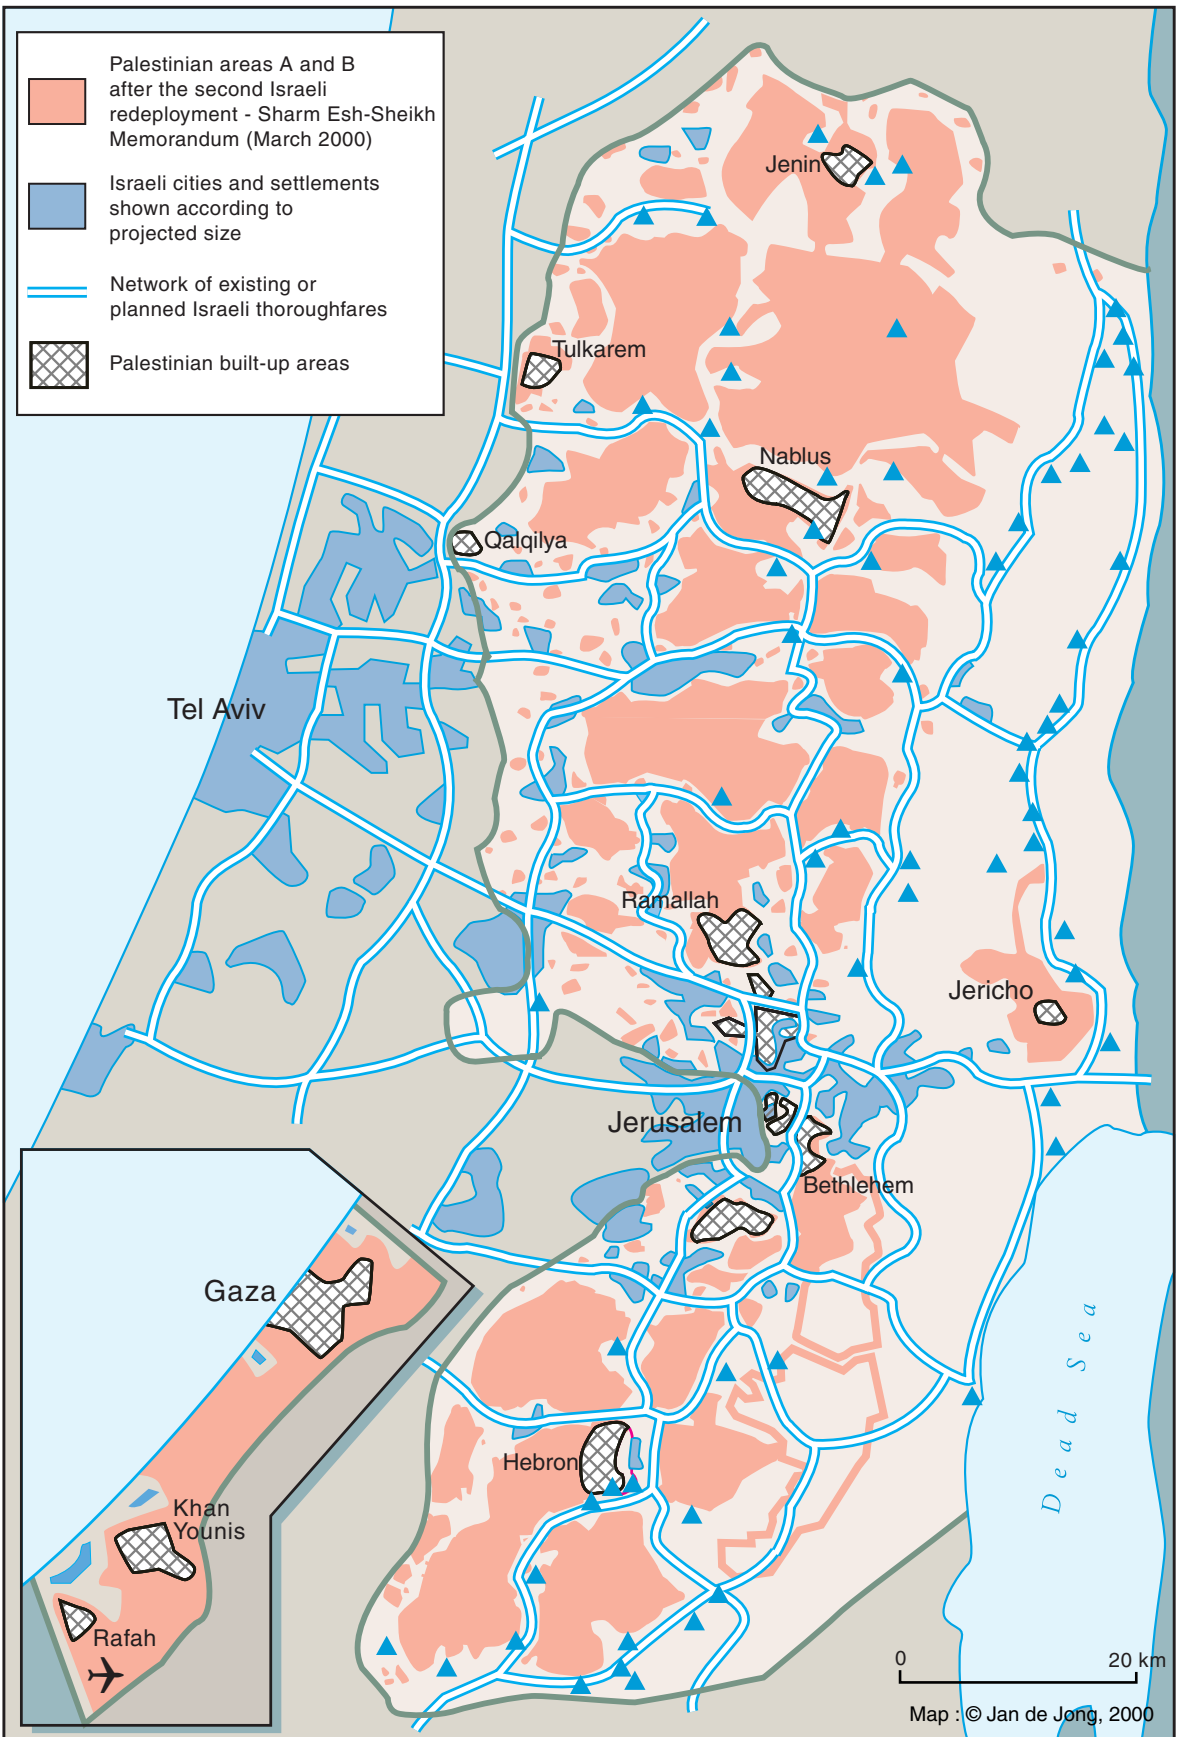 Palestinian areas A and B
after the second Israeli
redeployment - Sharm Esh-Sheikh
Memorandum (March 2000)
Israeli cities and settlements
shown according to
projected size
Network of existing or
planned Israeli thoroughfares
Palestinian built-up areas
Jenin
Tulkarem
Nablus
Qalqilya
Tel Aviv
Ramallah
Jericho
Jerusalem
Bethlehem
Gaza
Dead Sea
Hebron
Khan
Younis
Rafah
0 20 km
Map : © Jan de Jong, 2000